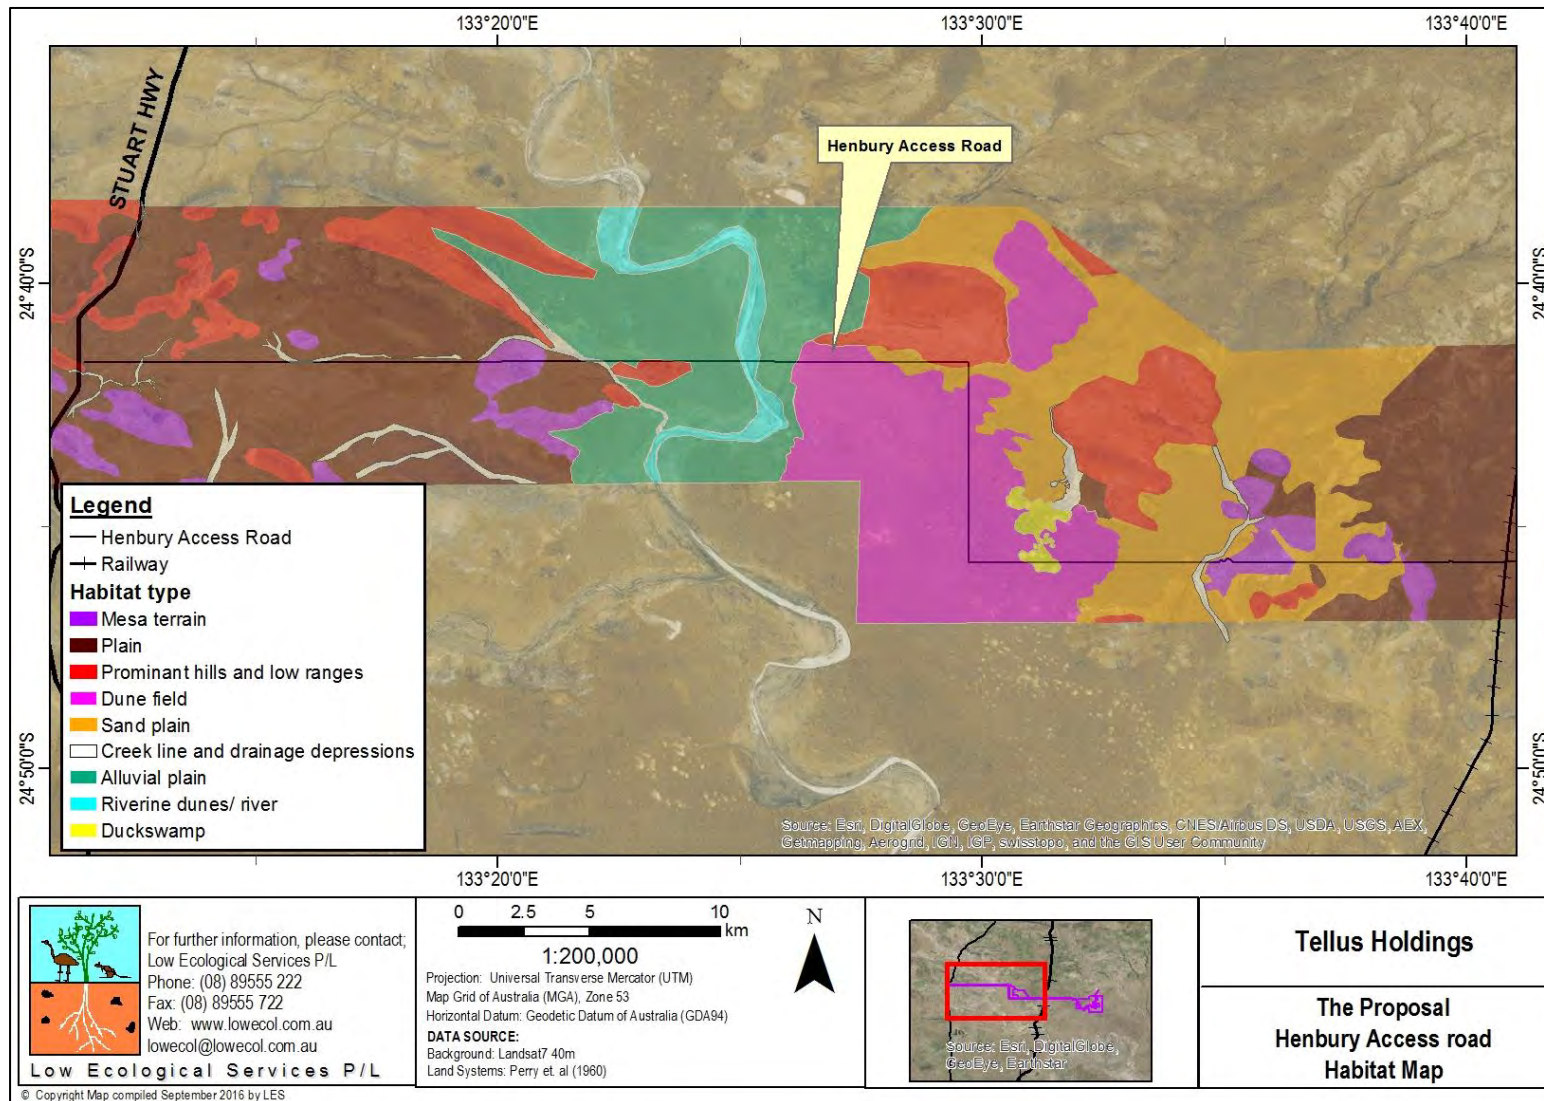 133°20'0"E
133°30'0"E
133°40'0"E
STUART HWY
Henbury Access Road
24°40'0"S
24°40'0"S
Legend
Henbury Access Road
Railway
Habitat type
Mesa terrain
Plain
Prominant hills and low ranges
Dune field
Sand plain
Creek line and drainage depressions
Alluvial plain
Riverine dunes/ river
Duckswamp
24°50'0"S
24°50'0"S
Source: Esri, DigitalGlobe, GeoEye, Earthstar Geographics, CNES/Airbus DS, USDA, USGS, AEX,
Getmapping, Aerogrid, IGN, IGP, swisstopo, and the GIS User Community
133°20'0"E
133°30'0"E
133°40'0"E
For further information, please contact;
Low Ecological Services P/L
Phone: (08) 89555 222
Fax: (08) 89555 722
Web: www.lowecol.com.au
lowecol@lowecol.com.au
Low Ecological Services P/L
0 2.5 5 10
km
1:200,000
Projection: Universal Transverse Mercator (UTM)
Map Grid of Australia (MGA), Zone 53
Horizontal Datum: Geodetic Datum of Australia (GDA94)
DATA SOURCE:
Background: Landsat7 40m
Land Systems: Perry et. al (1960)
N
Source: Esri, DigitalGlobe,
GeoEye, Earthstar
Tellus Holdings
The Proposal
Henbury Access road
Habitat Map
© Copyright Map compiled September 2016 by LES